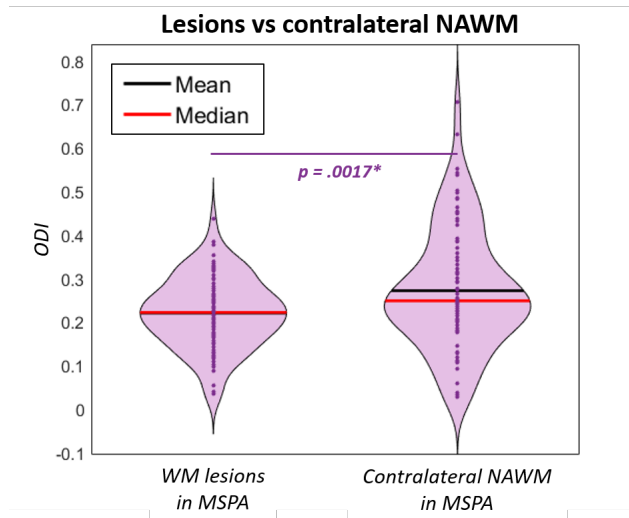 Lesions vs contralateral NAWM
0.8
0.7
0.6
0.5
0.4
0.3
0.2
0.1
0
-0.1
ODI
Mean
Median
p = .0017*
WM lesions
in MSPA
Contralateral NAWM
in MSPA